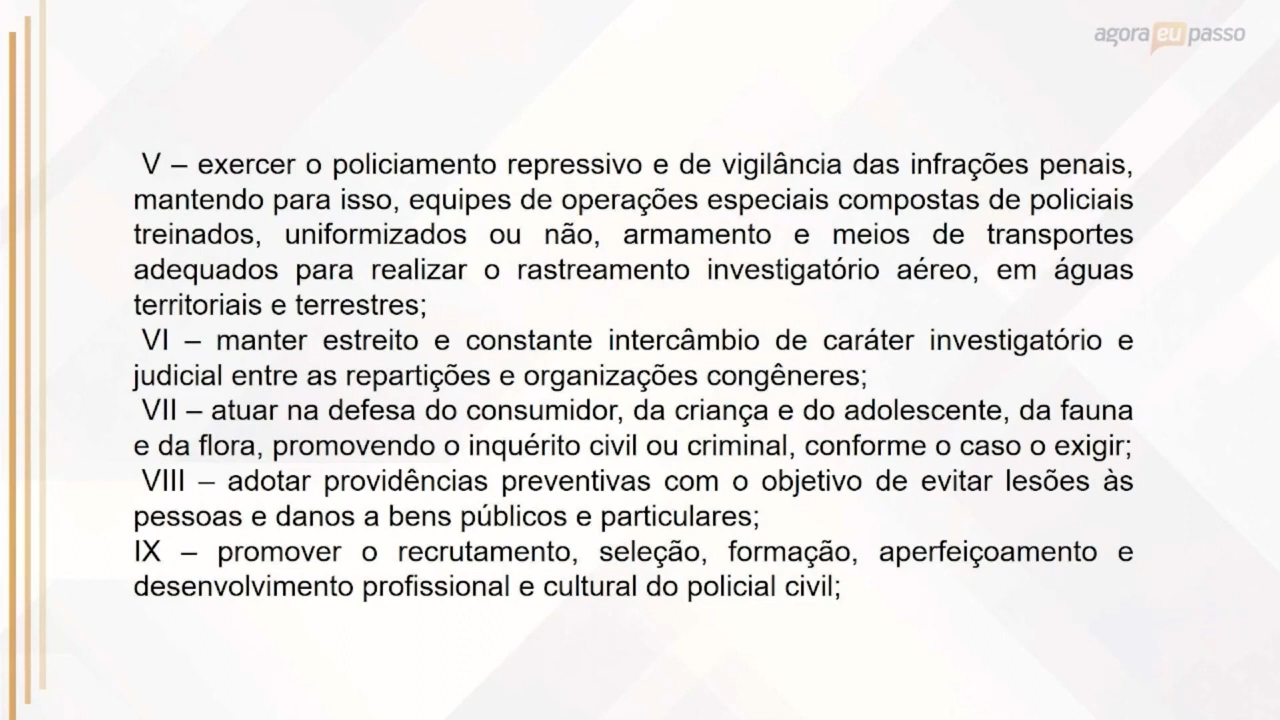 agora eu passo
V – exercer o policiamento repressivo e de vigilância das infrações penais,
mantendo para isso, equipes de operações especiais compostas de policiais
treinados, uniformizados ou não, armamento e meios de transportes
adequados para realizar o rastreamento investigatório aéreo, em águas
territoriais e terrestres;
VI – manter estreito e constante intercâmbio de caráter investigatório e
judicial entre as repartições e organizações congêneres;
VII – atuar na defesa do consumidor, da criança e do adolescente, da fauna
e da flora, promovendo o inquérito civil ou criminal, conforme o caso o exigir;
VIII – adotar providências preventivas com o objetivo de evitar lesões às
pessoas e danos a bens públicos e particulares;
IX – promover o recrutamento, seleção, formação, aperfeiçoamento e
desenvolvimento profissional e cultural do policial civil;